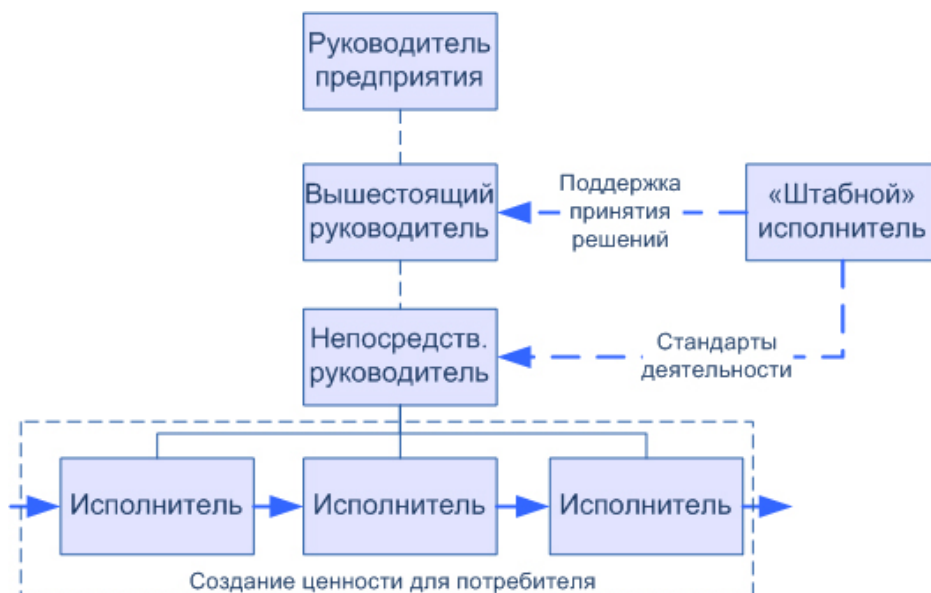 Руководитель
предприятия
Вышестоящий
руководитель
Поддержка
принятия
решений
«Штабной»
исполнитель
Непосредств.
руководитель
Стандарты
деятельности
Исполнитель
Исполнитель
Исполнитель
Создание ценности для потребителя